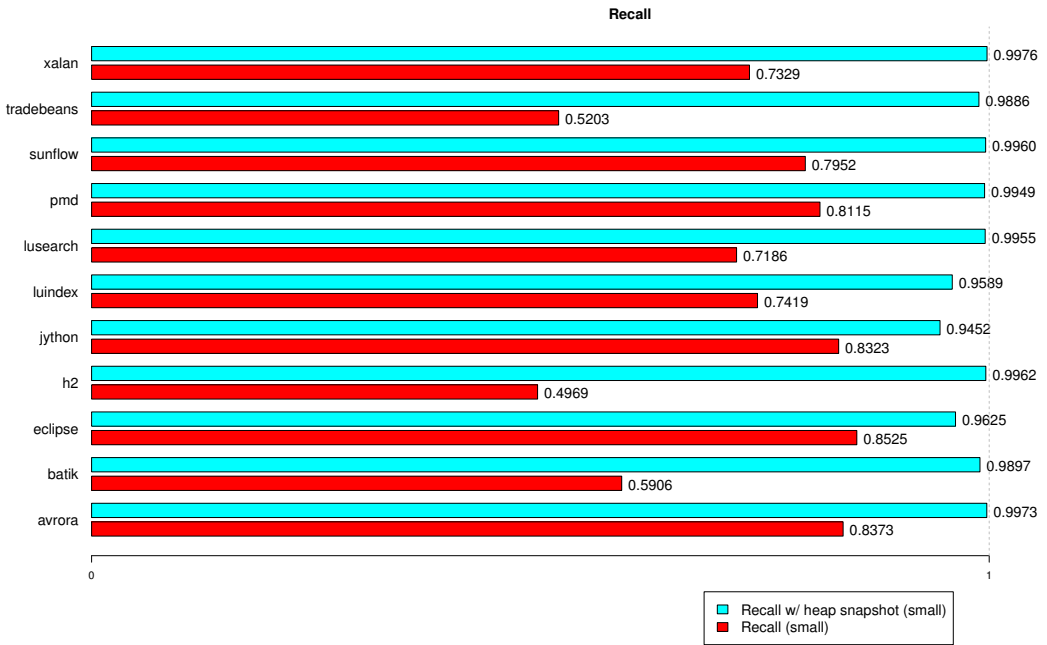 Recall
xalan
0.9976
0.7329
tradebeans
0.9886
0.5203
sunflow
0.9960
0.7952
pmd
0.9949
0.8115
lusearch
0.9955
0.7186
luindex
0.9589
0.7419
jython
0.9452
0.8323
h2
0.9962
0.4969
eclipse
0.9625
0.8525
batik
0.9897
0.5906
avrora
0.9973
0.8373
0 1
Recall w/ heap snapshot (small)
Recall (small)